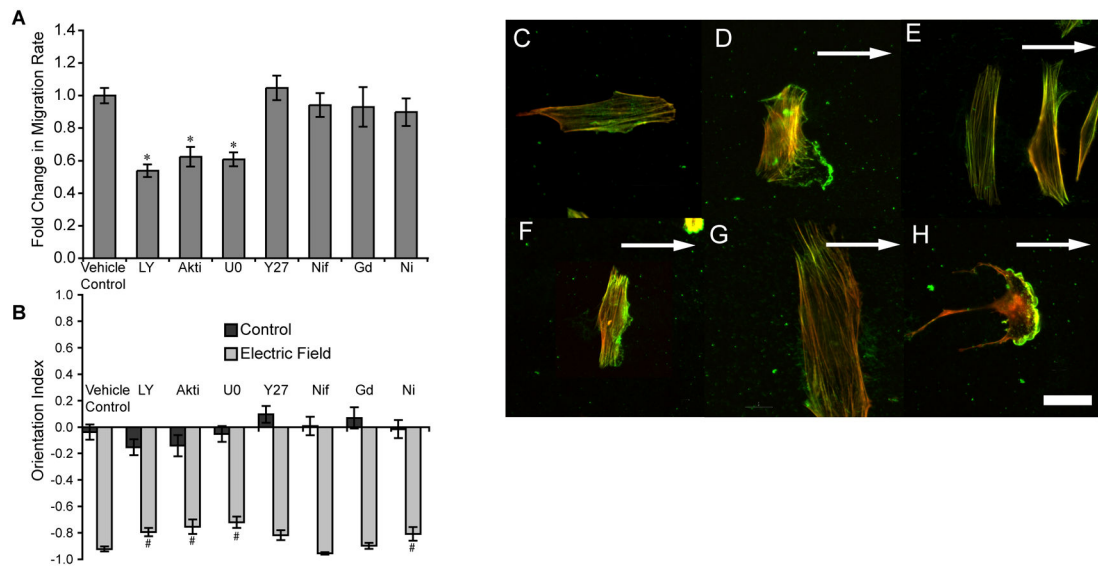 A
Fold Change in Migration Rate
1.4
1.2
1.0
0.8
0.6
0.4
0.2
0.0
*
*
*
Vehicle Control
LY
Akti
U0
Y27
Nif
Gd
Ni
B
Orientation Index
1.0
0.8
0.6
0.4
0.2
0.0
-0.2
-0.4
-0.6
-0.8
-1.0
Control
Electric Field
Vehicle Control
LY
Akti
U0
Y27
Nif
Gd
Ni
#
#
#
#
C
D
E
F
G
H